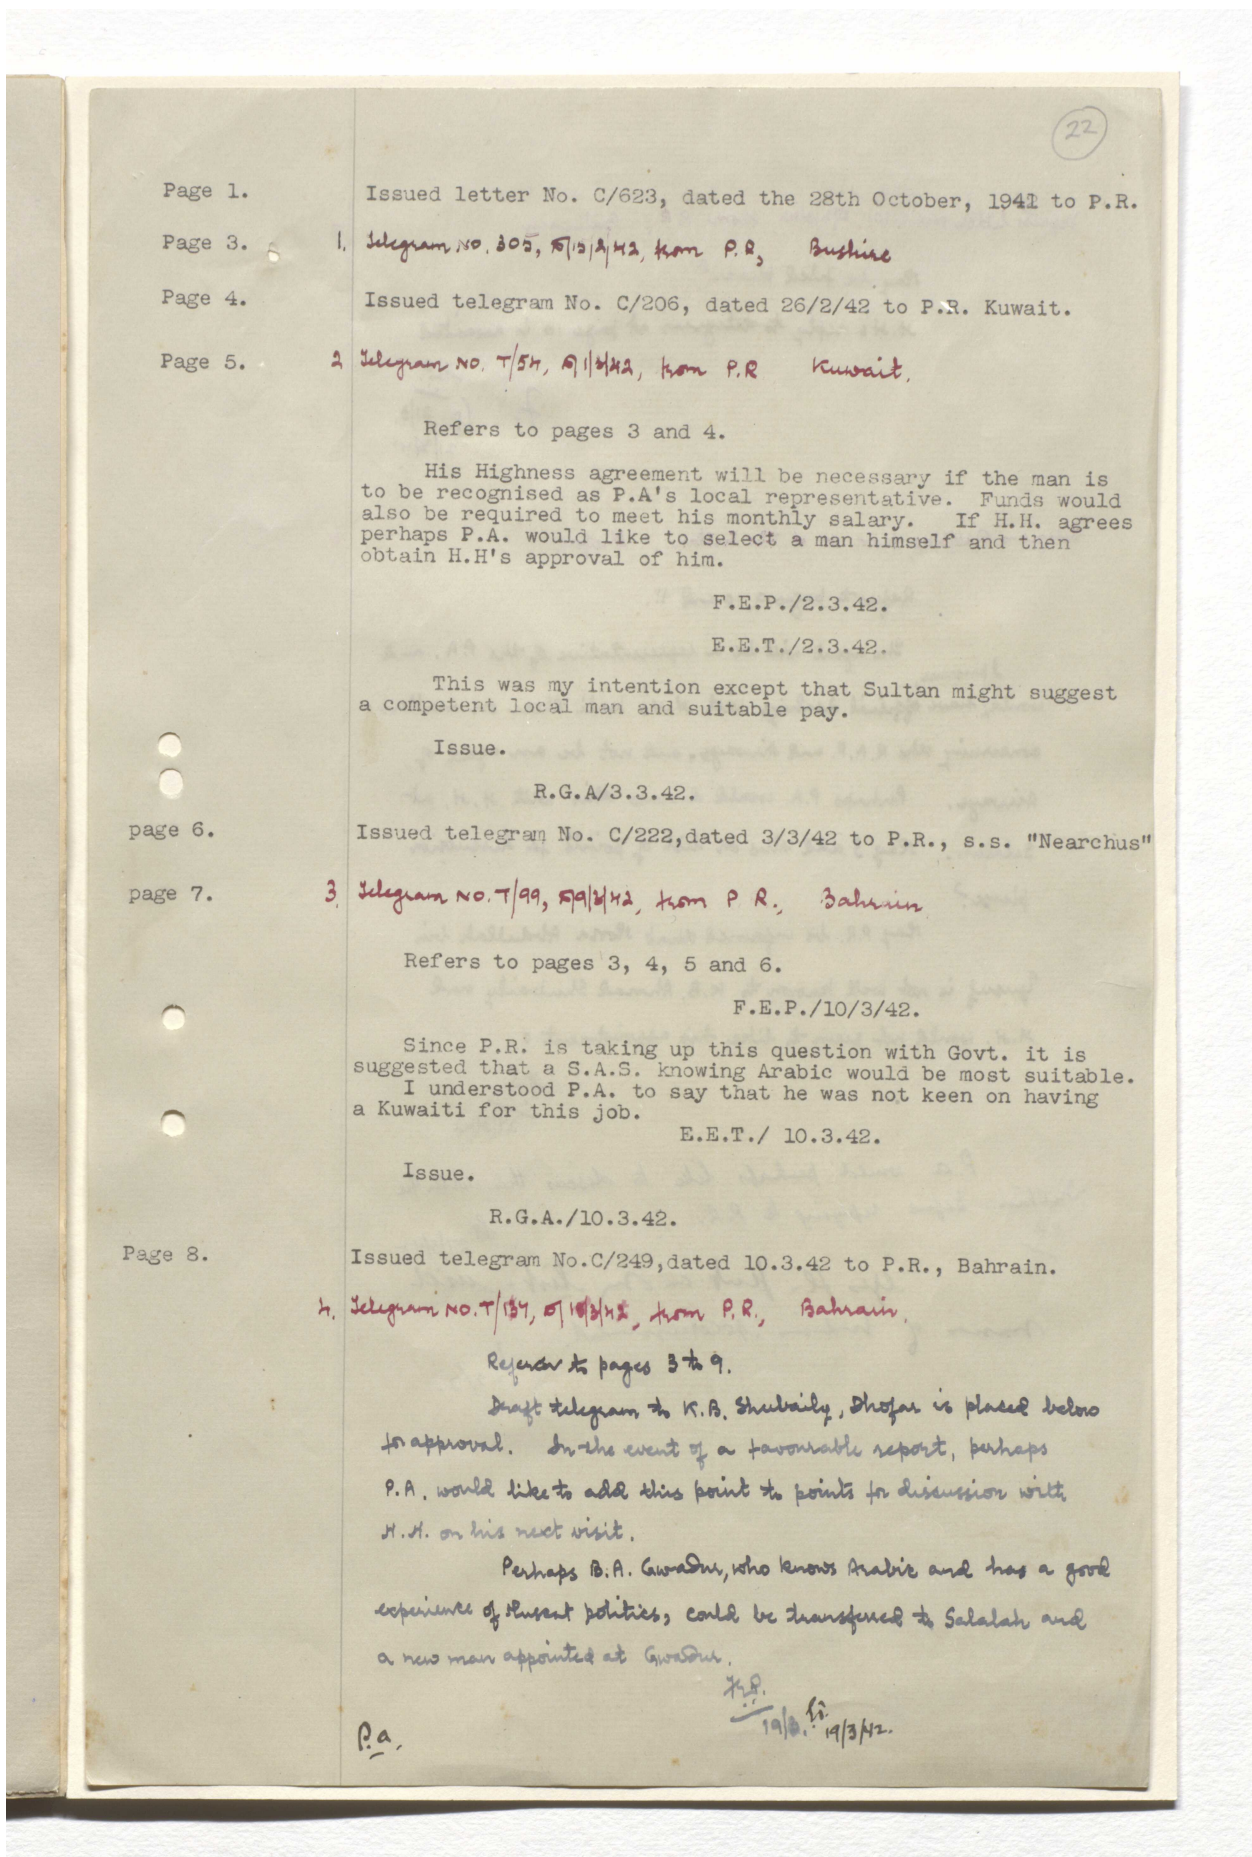 22
Page 1. Issued letter No. C/623, dated the 28th October, 1941 to P.R.
Page 3. 1. Telegram No. 305, d/13/2/42, from P.R, Bushire
Page 4. Issued telegram No. C/206, dated 26/2/42 to P.R. Kuwait.
Page 5. 2 Telegram No. T/54, d/1/3/42, from P.R Kuwait.
Refers to pages 3 and 4.
His Highness agreement will be necessary if the man is
to be recognised as P.A's local representative. Funds would
also be required to meet his monthly salary. If H.H. agrees
perhaps P.A. would like to select a man himself and then
obtain H.H's approval of him.
F.E.P./2.3.42.
E.E.T./2.3.42.
This was my intention except that Sultan might suggest
a competent local man and suitable pay.
Issue.
R.G.A/3.3.42.
page 6. Issued telegram No. C/222,dated 3/3/42 to P.R., s.s. "Nearchus"
page 7. 3. Telegram No. T/99, d/9/3/42, from P R., Bahrain
Refers to pages 3, 4, 5 and 6.
F.E.P./10/3/42.
Since P.R. is taking up this question with Govt. it is
suggested that a S.A.S. knowing Arabic would be most suitable.
I understood P.A. to say that he was not keen on having
a Kuwaiti for this job.
E.E.T./ 10.3.42.
Issue.
R.G.A./10.3.42.
Page 8. Issued telegram No.C/249,dated 10.3.42 to P.R., Bahrain.
4. Telegram No. T/137, from P.R., Bahrain.
Reference to pages 3 to 9.
Draft telegram to K.B. Shubaily, Dhofar is placed below
for approval. In the event of a favourable report, perhaps
P.A. would like to add this point to points for discussion with
H.H. on his next visit.
Perhaps B.A. Gwadur, who knows Arabic and has a good
experience of Muscat politics, could be transferred to Salalah and
a new man appointed at Gwadur.
F.E.P.
19/3. 19/3/42.
P.a.